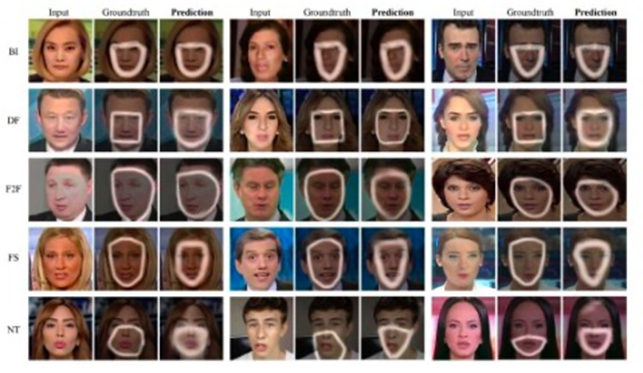 Input Groundtruth Prediction Input Groundtruth Prediction Input Groundtruth Prediction
BI
DF
F2F
FS
NT